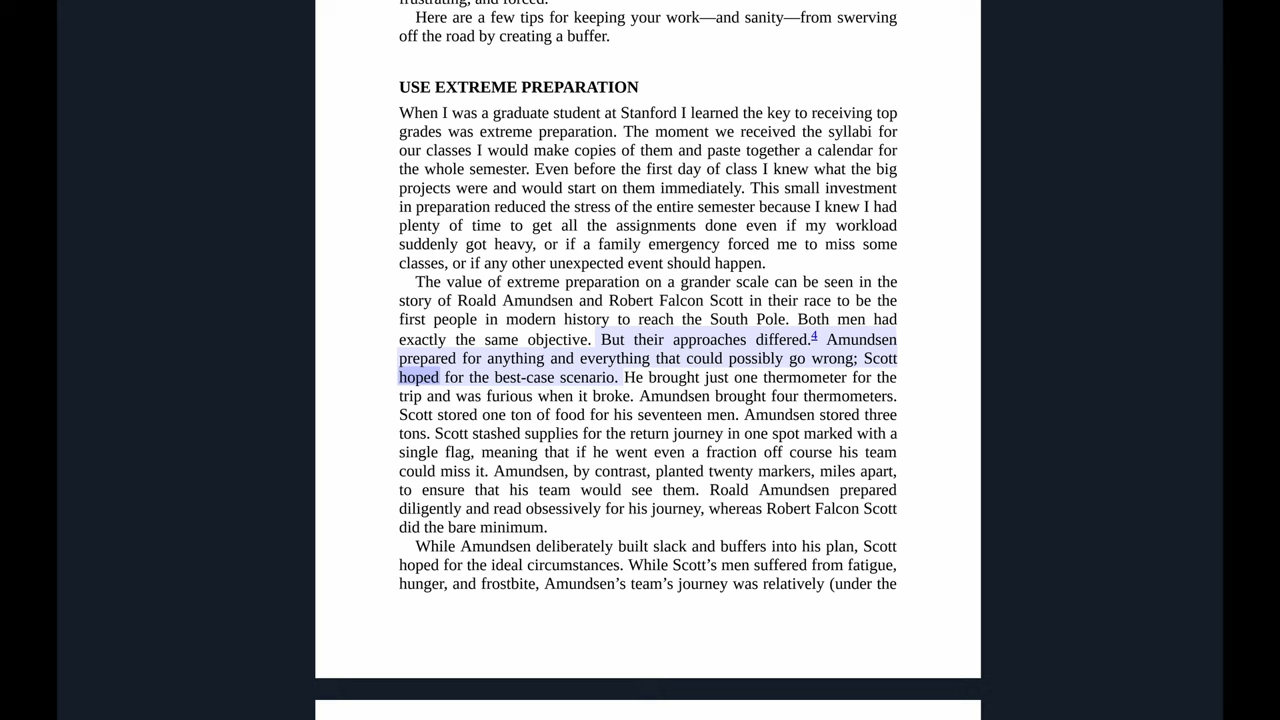 frustrating, and forced.
Here are a few tips for keeping your work—and sanity—from swerving
off the road by creating a buffer.
USE EXTREME PREPARATION
When I was a graduate student at Stanford I learned the key to receiving top
grades was extreme preparation. The moment we received the syllabi for
our classes I would make copies of them and paste together a calendar for
the whole semester. Even before the first day of class I knew what the big
projects were and would start on them immediately. This small investment
in preparation reduced the stress of the entire semester because I knew I had
plenty of time to get all the assignments done even if my workload
suddenly got heavy, or if a family emergency forced me to miss some
classes, or if any other unexpected event should happen.
The value of extreme preparation on a grander scale can be seen in the
story of Roald Amundsen and Robert Falcon Scott in their race to be the
first people in modern history to reach the South Pole. Both men had
exactly the same objective. But their approaches differed.4 Amundsen
prepared for anything and everything that could possibly go wrong; Scott
hoped for the best-case scenario. He brought just one thermometer for the
trip and was furious when it broke. Amundsen brought four thermometers.
Scott stored one ton of food for his seventeen men. Amundsen stored three
tons. Scott stashed supplies for the return journey in one spot marked with a
single flag, meaning that if he went even a fraction off course his team
could miss it. Amundsen, by contrast, planted twenty markers, miles apart,
to ensure that his team would see them. Roald Amundsen prepared
diligently and read obsessively for his journey, whereas Robert Falcon Scott
did the bare minimum.
While Amundsen deliberately built slack and buffers into his plan, Scott
hoped for the ideal circumstances. While Scott’s men suffered from fatigue,
hunger, and frostbite, Amundsen’s team’s journey was relatively (under the